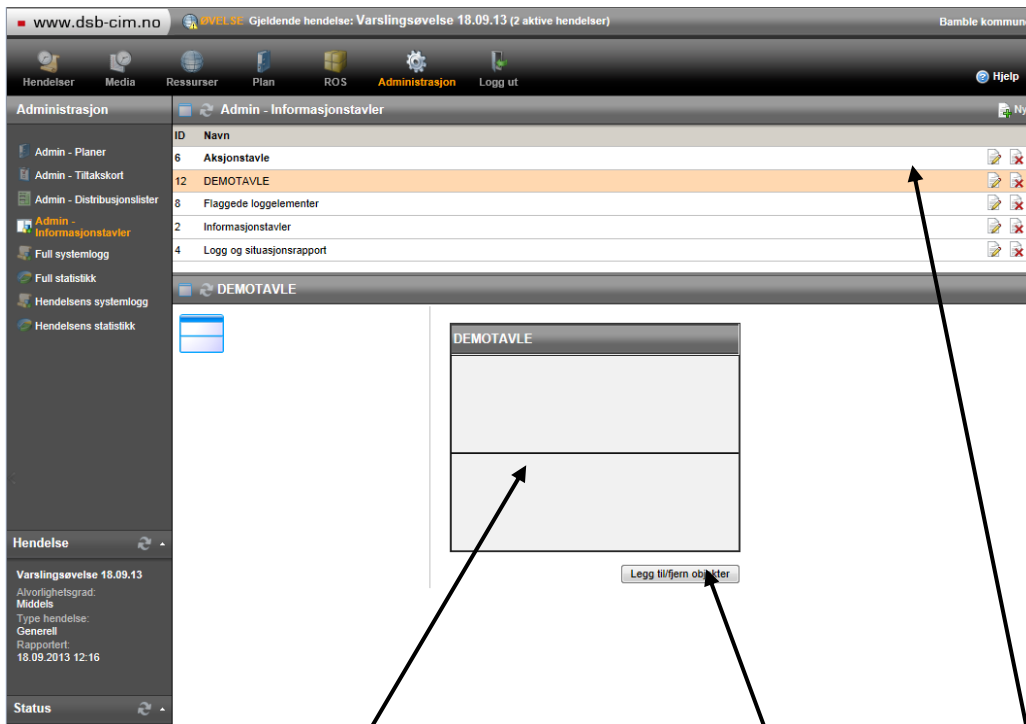 www.dsb-cim.no
ØVELSE Gjeldende hendelse: Varslingsøvelse 18.09.13 (2 aktive hendelser)
Bamble kommune
Hendelser
Media
Ressurser
Plan
ROS
Administrasjon
Logg ut
Hjelp
Administrasjon
Admin - Planer
Admin - Tiltakskort
Admin - Distribusjonslister
Admin -
Informasjonstavler
Full systemlogg
Full statistikk
Hendelsens systemlogg
Hendelsens statistikk
Admin - Informasjonstavler
Ny
ID Navn
6 Aksjonstavle
12 DEMOTAVLE
8 Flaggede loggelementer
2 Informasjonstavler
4 Logg og situasjonsrapport
DEMOTAVLE
DEMOTAVLE
Legg til/fjern objekter
Hendelse
Varslingsøvelse 18.09.13
Alvorlighetsgrad:
Middels
Type hendelse:
Generell
Rapportert:
18.09.2013 12:16
Status